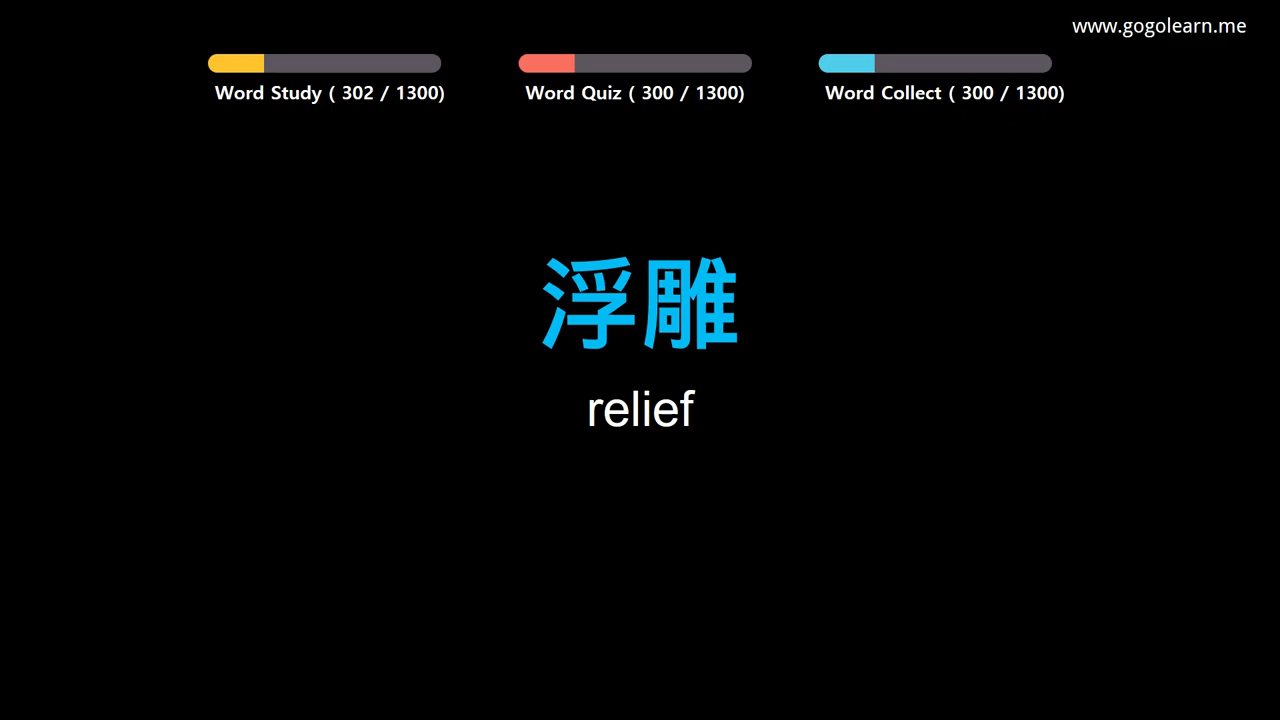 www.gogolearn.me
Word Study ( 302 / 1300)
Word Quiz ( 300 / 1300)
Word Collect ( 300 / 1300)
浮雕
relief